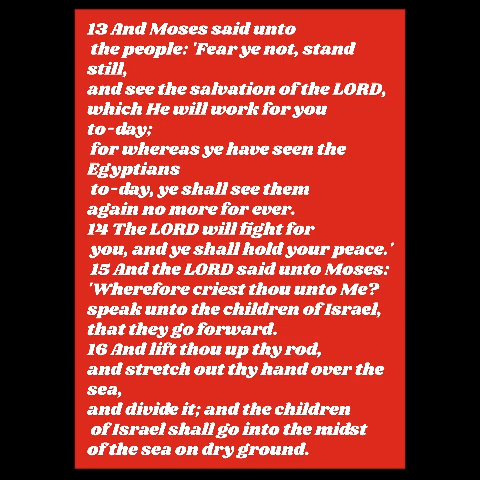 13 And Moses said unto
the people: 'Fear ye not, stand
still,
and see the salvation of the LORD,
which He will work for you
to-day;
for whereas ye have seen the
Egyptians
to-day, ye shall see them
again no more for ever.
14 The LORD will fight for
you, and ye shall hold your peace.'
15 And the LORD said unto Moses:
'Wherefore criest thou unto Me?
speak unto the children of Israel,
that they go forward.
16 And lift thou up thy rod,
and stretch out thy hand over the
sea,
and divide it; and the children
of Israel shall go into the midst
of the sea on dry ground.